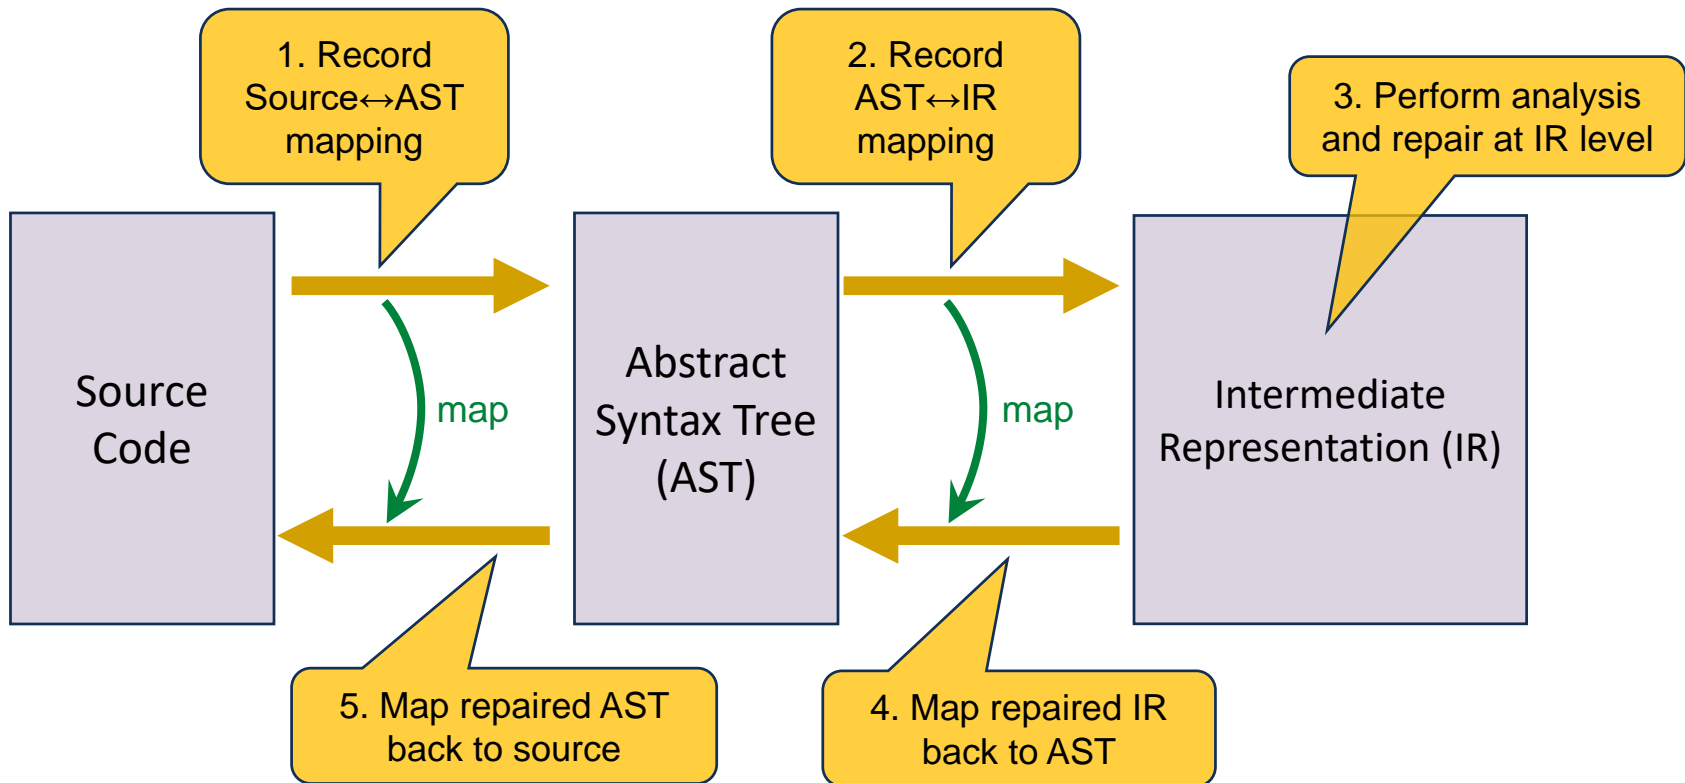 1. Record
Source↔AST
mapping
2. Record
AST↔IR
mapping
3. Perform analysis
and repair at IR level
Source
Code
map
Abstract
Syntax Tree
(AST)
map
Intermediate
Representation (IR)
5. Map repaired AST
back to source
4. Map repaired IR
back to AST